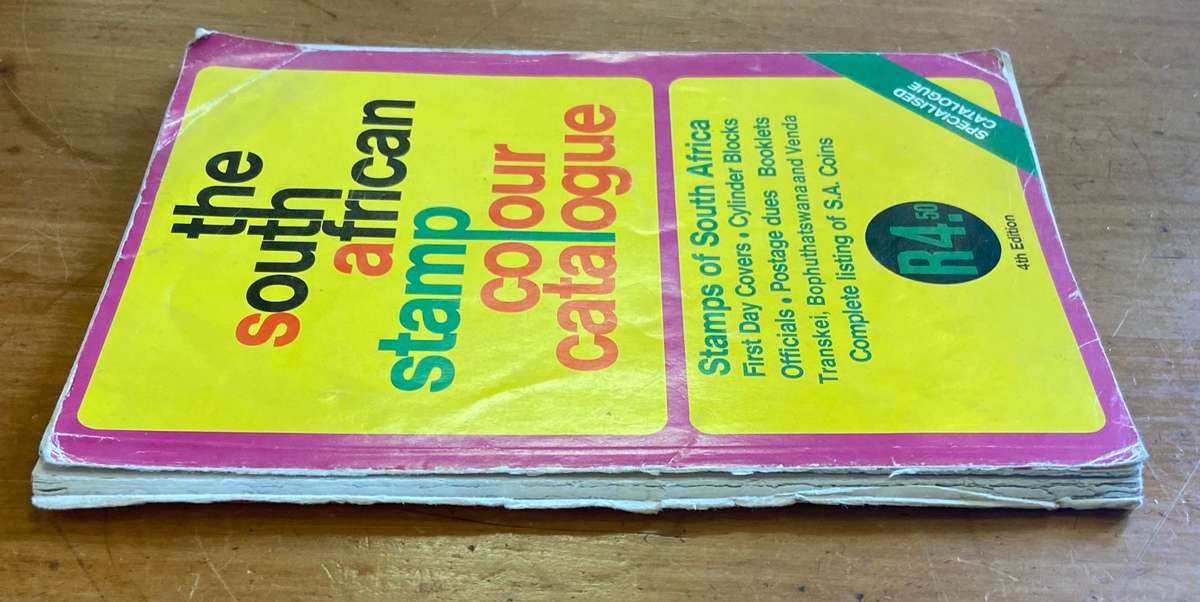 the
south
african
stamp
colour
catalogue
SPECIALISED
CATALOGUE
Stamps of South Africa
First Day Covers • Cylinder Blocks
Officials • Postage dues Booklets
Transkei, Bophuthatswana and Venda
Complete listing of S.A. Coins
R4.50
4th Edition